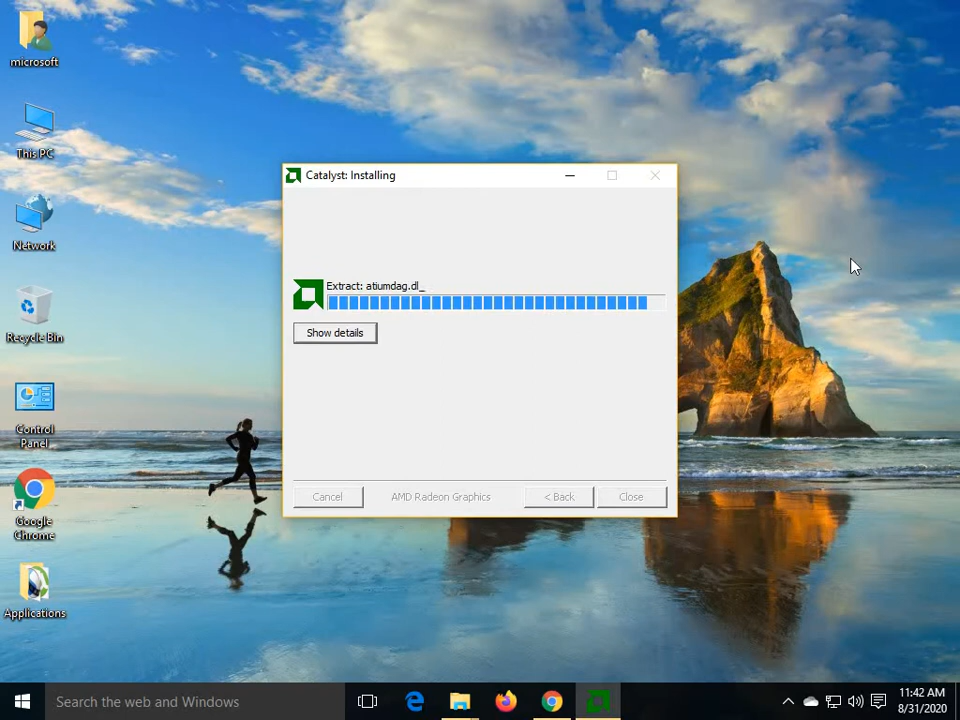 microsoft
This PC
Network
Recycle Bin
Control
Panel
Google
Chrome
Applications
Catalyst: Installing
Extract: atiumdag.dl_
Show details
Cancel
AMD Radeon Graphics
< Back
Close
Search the web and Windows
11:42 AM
8/31/2020